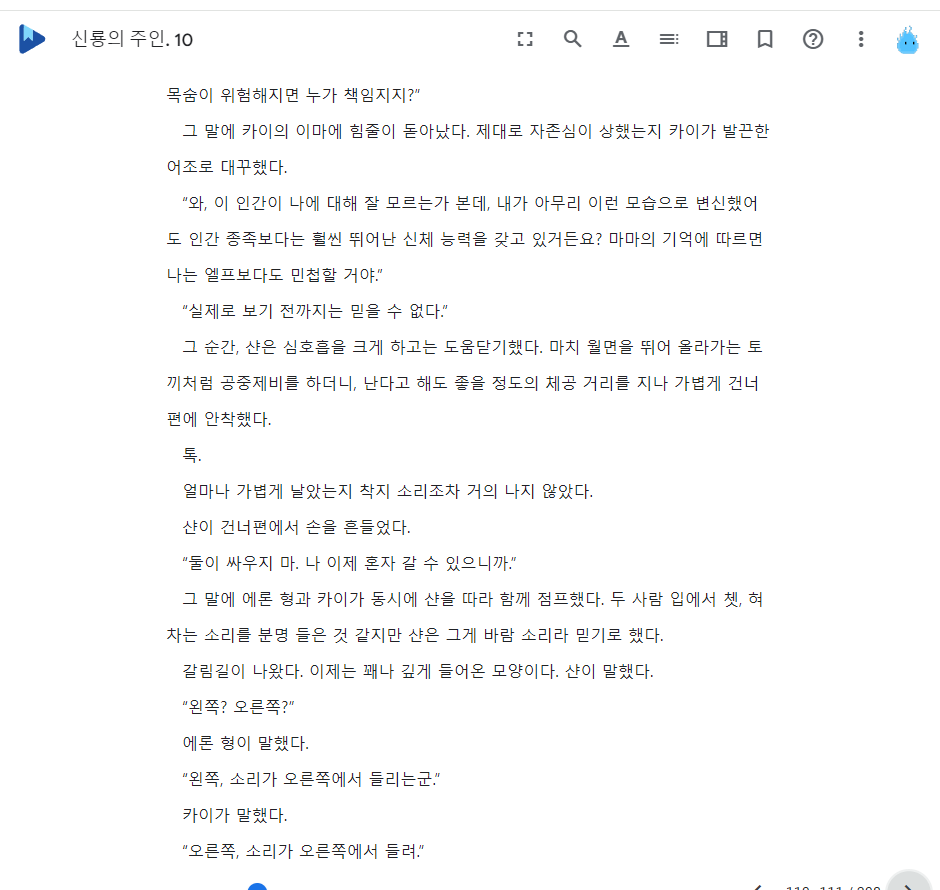 신룡의 주인. 10
목숨이 위험해지면 누가 책임지지?"
그 말에 카이의 이마에 힘줄이 돋아났다. 제대로 자존심이 상했는지 카이가 발끈한
어조로 대꾸했다.
"와, 이 인간이 나에 대해 잘 모르는가 본데, 내가 아무리 이런 모습으로 변신했어
도 인간 종족보다는 훨씬 뛰어난 신체 능력을 갖고 있거든요? 마마의 기억에 따르면
나는 엘프보다도 민첩할 거야."
"실제로 보기 전까지는 믿을 수 없다."
그 순간, 샨은 심호흡을 크게 하고는 도움닫기했다. 마치 월면을 뛰어 올라가는 토
끼처럼 공중제비를 하더니, 난다고 해도 좋을 정도의 체공 거리를 지나 가볍게 건너
편에 안착했다.
톡.
얼마나 가볍게 날았는지 착지 소리조차 거의 나지 않았다.
샨이 건너편에서 손을 흔들었다.
"둘이 싸우지 마. 나 이제 혼자 갈 수 있으니까."
그 말에 에론 형과 카이가 동시에 샨을 따라 함께 점프했다. 두 사람 입에서 쳇, 혀
차는 소리를 분명 들은 것 같지만 샨은 그게 바람 소리라 믿기로 했다.
갈림길이 나왔다. 이제는 꽤나 깊게 들어온 모양이다. 샨이 말했다.
"왼쪽? 오른쪽?"
에론 형이 말했다.
"왼쪽, 소리가 오른쪽에서 들리는군."
카이가 말했다.
"오른쪽, 소리가 오른쪽에서 들려."